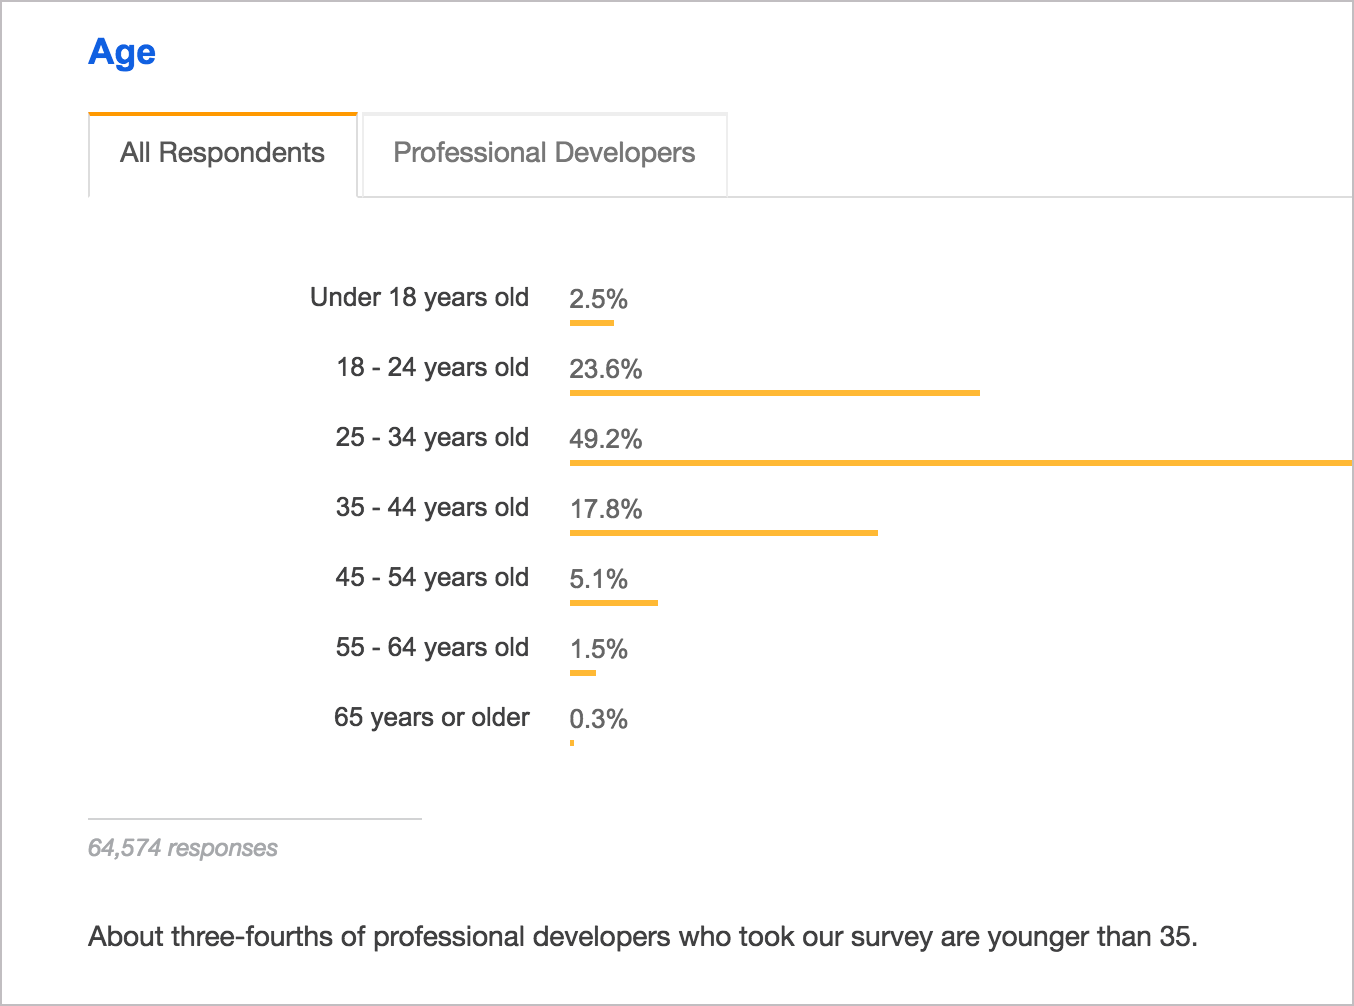 Age
All Respondents Professional Developers
Under 18 years old 2.5%
18 - 24 years old 23.6%
25 - 34 years old 49.2%
35 - 44 years old 17.8%
45 - 54 years old 5.1%
55 - 64 years old 1.5%
65 years or older 0.3%
64,574 responses
About three-fourths of professional developers who took our survey are younger than 35.